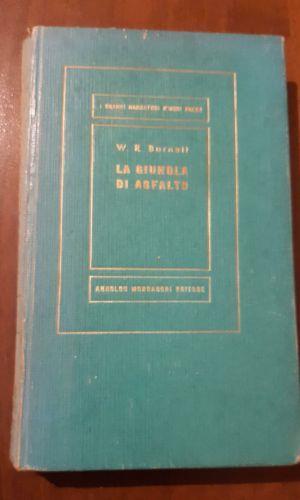 I GRANDI NARRATORI D'OGNI PAESE
W. R. Burnett
LA GIUNGLA
DI ASFALTO
ARNOLDO MONDADORI EDITORE